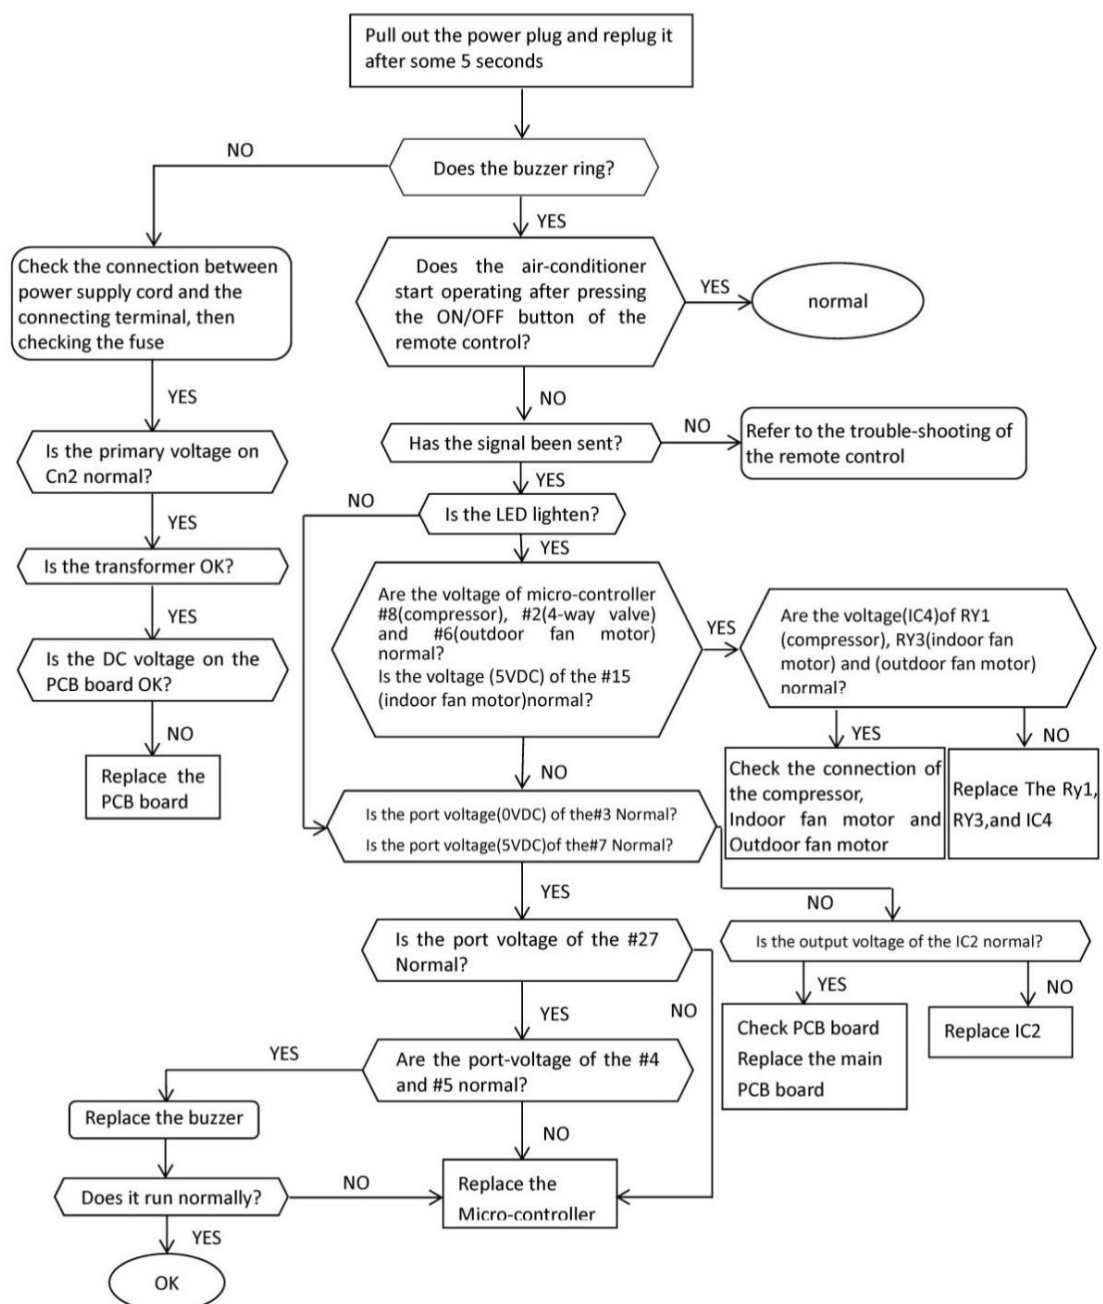 Pull out the power plug and replug it
after some 5 seconds
NO
Does the buzzer ring?
YES
Check the connection between
power supply cord and the
connecting terminal, then
checking the fuse
Does the air-conditioner
start operating after pressing
the ON/OFF button of the
remote control?
YES
normal
YES
NO
Is the primary voltage on
Cn2 normal?
Has the signal been sent?
NO
Refer to the trouble-shooting of
the remote control
YES
NO
Is the LED lighten?
YES
YES
Is the transformer OK?
YES
Is the DC voltage on the
PCB board OK?
NO
Replace the
PCB board
Are the voltage of micro-controller
#8(compressor), #2(4-way valve)
and #6(outdoor fan motor)
normal?
Is the voltage (5VDC) of the #15
(indoor fan motor)normal?
YES
Are the voltage(IC4)of RY1
(compressor), RY3(indoor fan
motor) and (outdoor fan motor)
normal?
YES
NO
Check the connection of
the compressor,
Indoor fan motor and
Outdoor fan motor
Replace The Ry1,
RY3,and IC4
NO
Is the port voltage(0VDC) of the#3 Normal?
Is the port voltage(5VDC)of the#7 Normal?
YES
NO
Is the port voltage of the #27
Normal?
Is the output voltage of the IC2 normal?
YES
NO
YES
NO
Check PCB board
Replace the main
PCB board
Replace IC2
YES
Are the port-voltage of the #4
and #5 normal?
Replace the buzzer
NO
Does it run normally?
NO
Replace the
Micro-controller
YES
OK